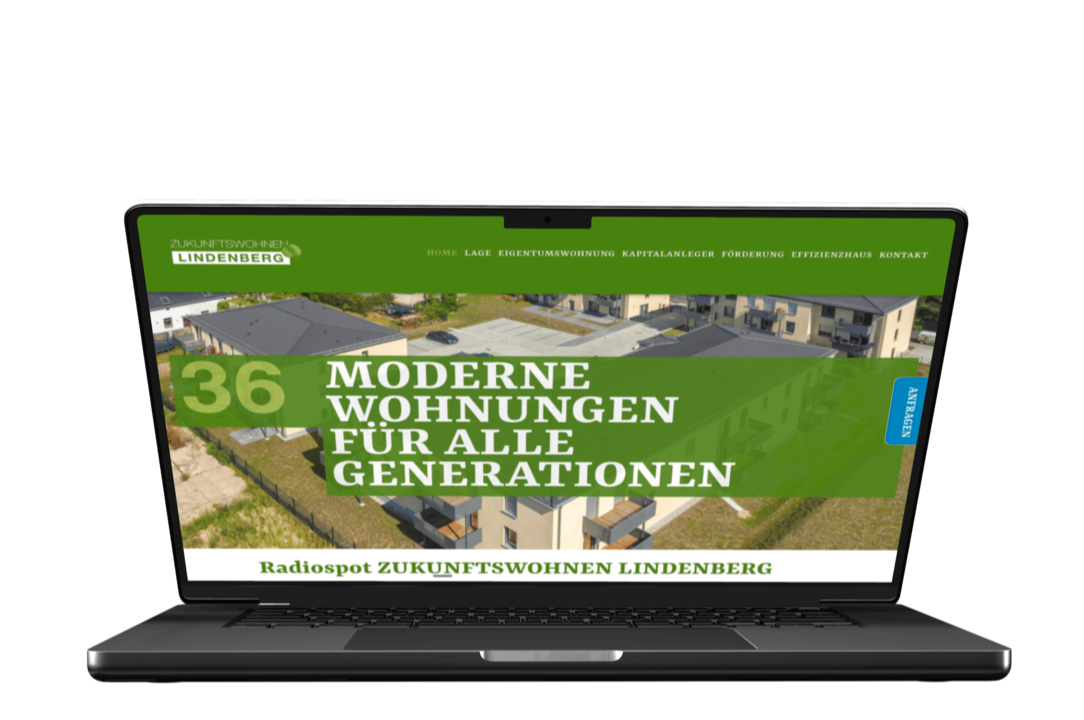 ZUKUNFTSWOHNEN
LINDENBERG
HOME LAGE EIGENTUMSWOHNUNG KAPITALANLEGER FÖRDERUNG EFFIZIENZHAUS KONTAKT
36
MODERNE
WOHNUNGEN
FÜR ALLE
GENERATIONEN
ANFRAGEN
Radiospot ZUKUNFTSWOHNEN LINDENBERG